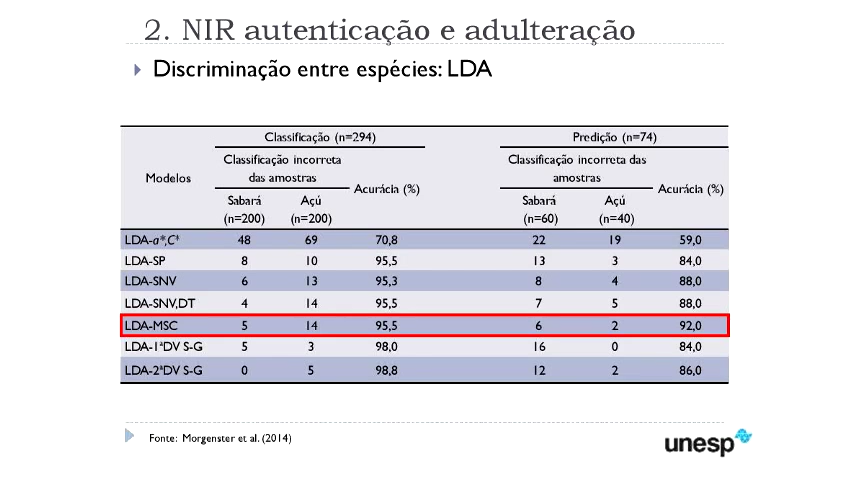 2. NIR autenticação e adulteração
Discriminação entre espécies: LDA
Classificação (n=294) Predição (n=74)
Modelos Classificação incorreta das amostras Acurácia (%) Classificação incorreta das amostras Acurácia (%)
Sabará (n=200) Açú (n=200) Sabará (n=60) Açú (n=40)
LDA-a*,C* 48 69 70,8 22 19 59,0
LDA-SP 8 10 95,5 13 3 84,0
LDA-SNV 6 13 95,3 8 4 88,0
LDA-SNV,DT 4 14 95,5 7 5 88,0
LDA-MSC 5 14 95,5 6 2 92,0
LDA-1ªDV S-G 5 3 98,0 16 0 84,0
LDA-2ªDV S-G 0 5 98,8 12 2 86,0
Fonte: Morgenster et al. (2014)
unesp